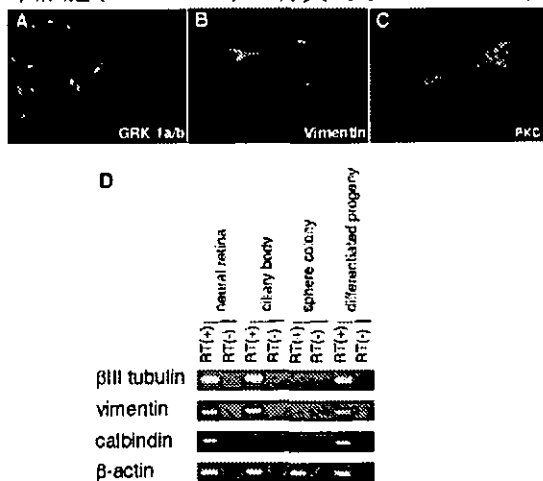 A
B
C
GRK 1a/b
Vimentin
PKC
D
neural retina
ciliary body
sphere colony
differentiated progeny
RT(+)
RT(-)
RT(+)
RT(-)
RT(+)
RT(-)
RT(+)
RT(-)
βIII tubulin
vimentin
calbindin
β-actin